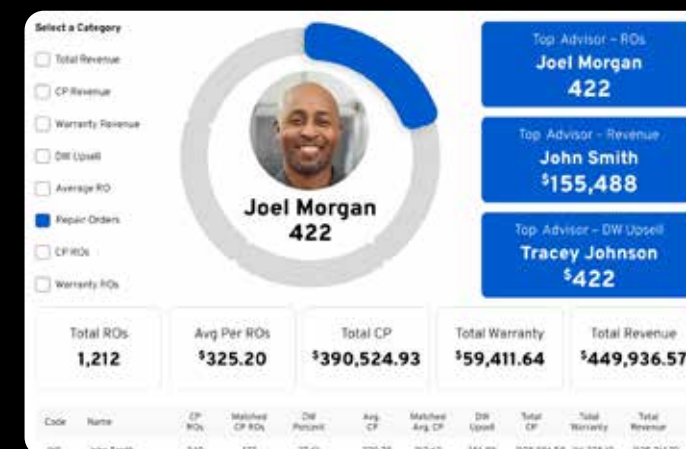 Select a Category
Total Revenue
CP Revenue
Warranty Revenue
DW Upsell
Average RO
Repair Orders
CP ROs
Warranty ROs
Joel Morgan
422
Top Advisor – ROs
Joel Morgan
422
Top Advisor – Revenue
John Smith
$155,488
Top Advisor – DW Upsell
Tracey Johnson
$422
Total ROs
1,212
Avg Per ROs
$325.20
Total CP
$390,524.93
Total Warranty
$59,411.64
Total Revenue
$449,936.57
Code Name CP ROs Matched CP ROs DW Percent Avg. CP Matched Avg. CP DW Upsell Total CP Total Warranty Total Revenue
John Smith